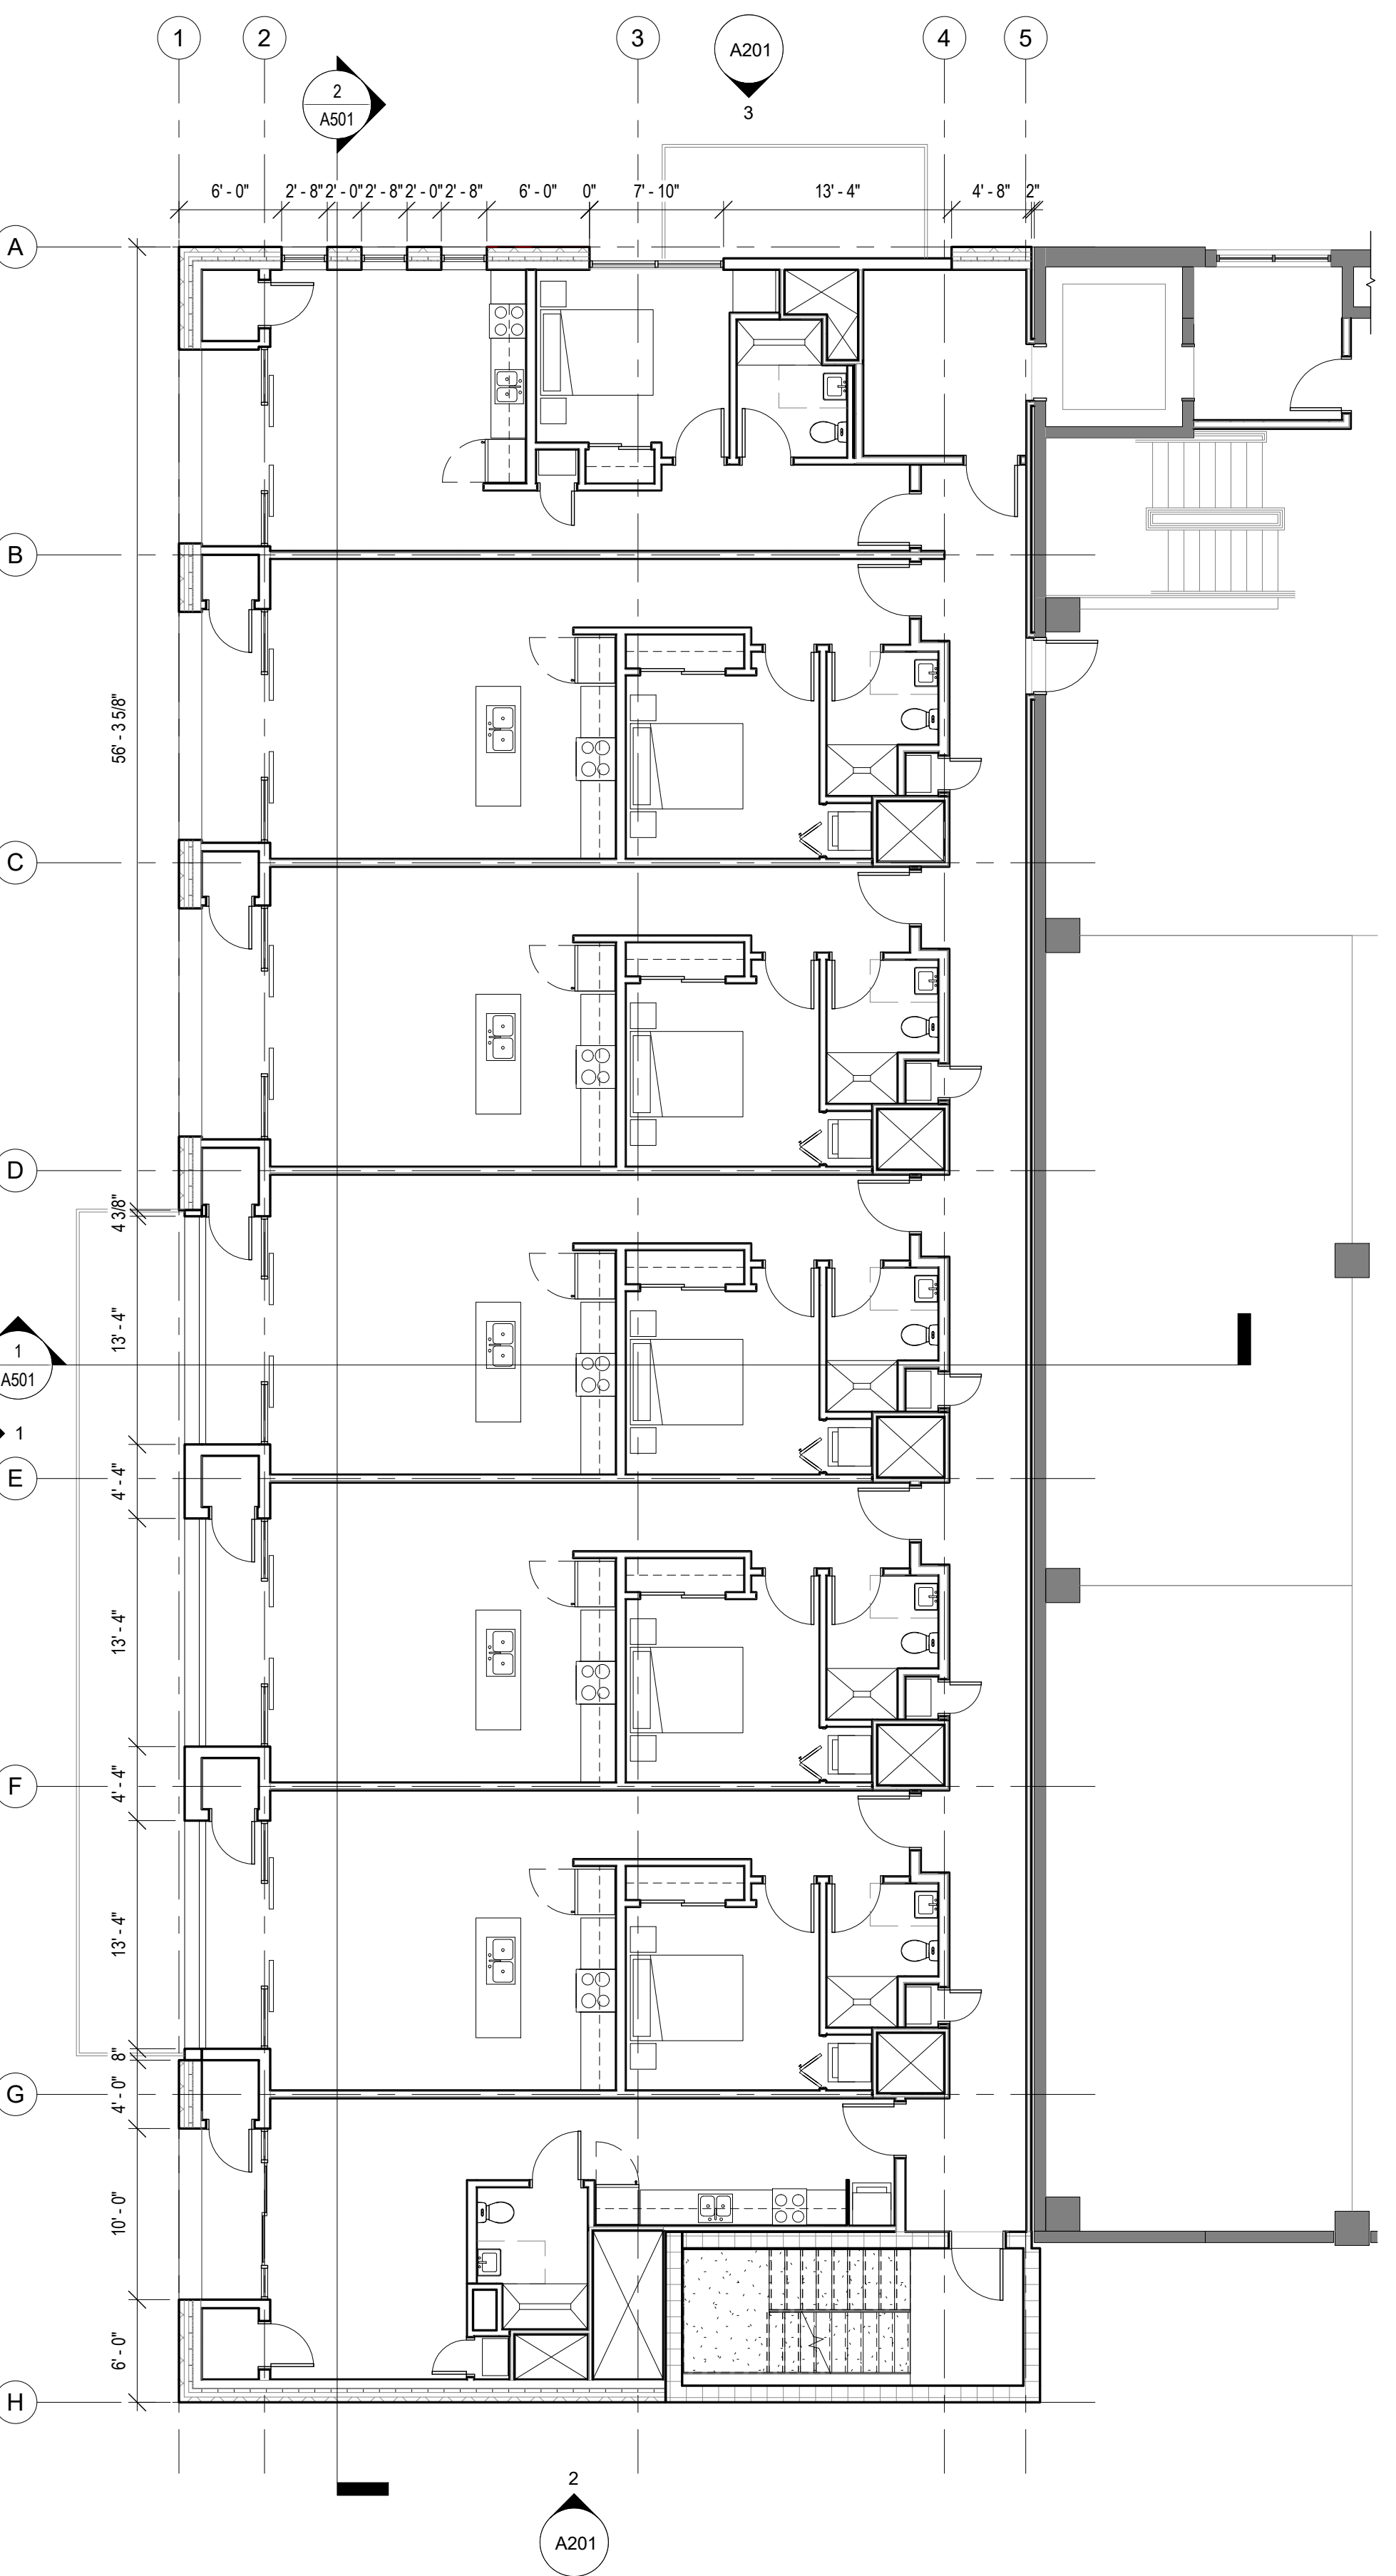 1 2 3 4 5
A201
3
2
A501
6' - 0" 2' - 8" 2' - 0" 2' - 8" 2' - 0" 2' - 8" 6' - 0" 0" 7' - 10" 13' - 4" 4' - 8" 2"
A
B
56' - 3 5/8"
C
D
4 3/8"
13' - 4"
1
A501
1
4' - 4"
E
13' - 4"
4' - 4"
F
13' - 4"
8"
4' - 0"
G
10' - 0"
6' - 0"
H
2
A201